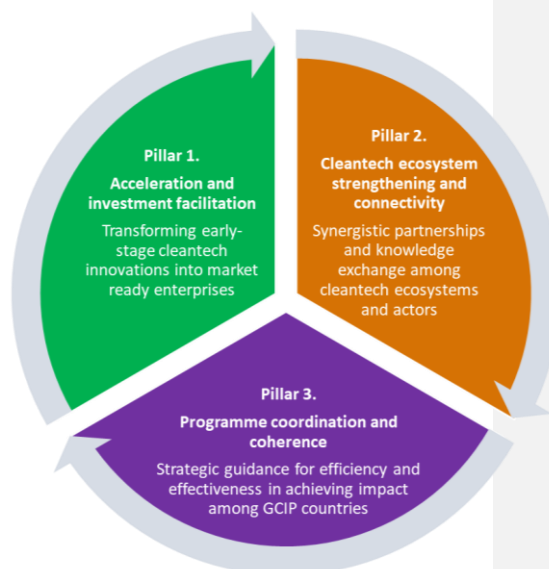 Pillar 1.
Acceleration and
investment facilitation
Transforming early-
stage cleantech
innovations into market
ready enterprises
Pillar 2.
Cleantech ecosystem
strengthening and
connectivity
Synergistic partnerships
and knowledge
exchange among
cleantech ecosystems
and actors
Pillar 3.
Programme coordination and
coherence
Strategic guidance for efficiency and
effectiveness in achieving impact
among GCIP countries